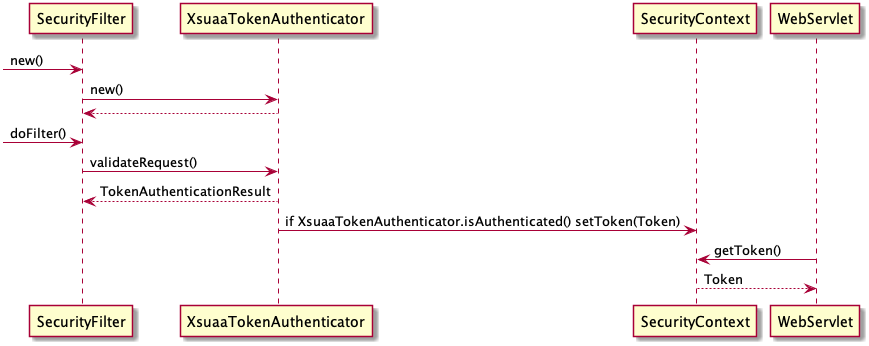 SecurityFilter
XsuaaTokenAuthenticator
SecurityContext
WebServlet
new()
new()
doFilter()
validateRequest()
TokenAuthenticationResult
if XsuaaTokenAuthenticator.isAuthenticated() setToken(Token)
getToken()
Token
SecurityFilter
XsuaaTokenAuthenticator
SecurityContext
WebServlet